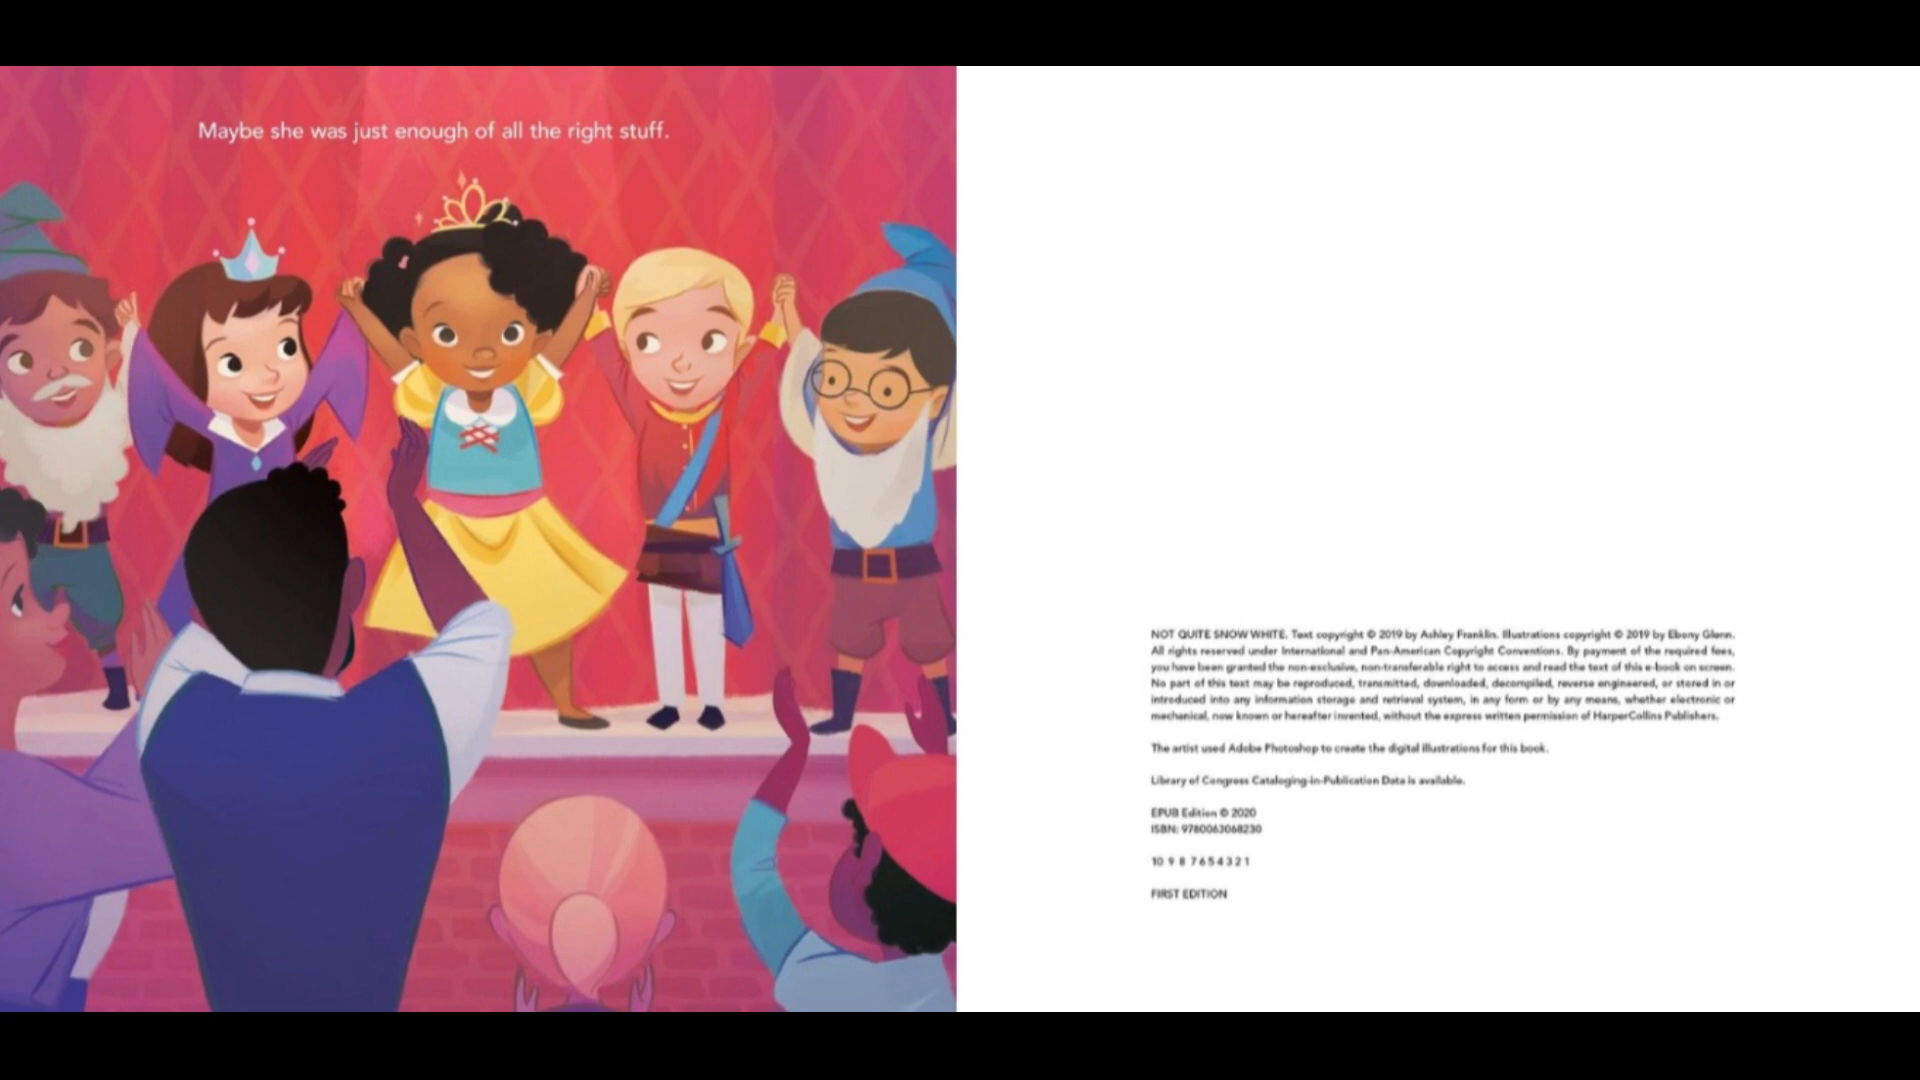 Maybe she was just enough of all the right stuff.
NOT QUITE SNOW WHITE. Text copyright © 2019 by Ashley Franklin. Illustrations copyright © 2019 by Ebony Glenn.
All rights reserved under International and Pan-American Copyright Conventions. By payment of the required fees,
you have been granted the non-exclusive, non-transferable right to access and read the text of this e-book on screen.
No part of this text may be reproduced, transmitted, downloaded, decompiled, reverse engineered, or stored in or
introduced into any information storage and retrieval system, in any form or by any means, whether electronic or
mechanical, now known or hereafter invented, without the express written permission of HarperCollins Publishers.
The artist used Adobe Photoshop to create the digital illustrations for this book.
Library of Congress Cataloging-in-Publication Data is available.
EPUB Edition © 2020
ISBN: 9780063068230
10 9 8 7 6 5 4 3 2 1
FIRST EDITION